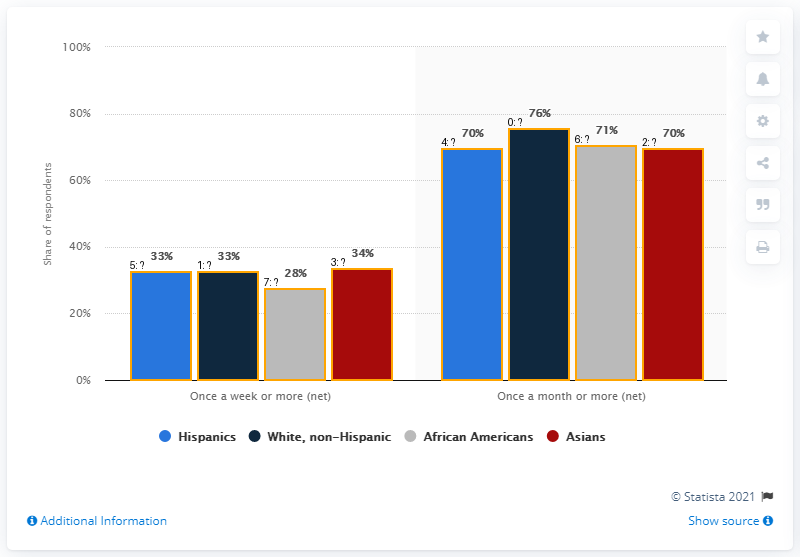 100%
80%
60%
40%
20%
0%
Share of respondents
5: ? 33%
1: ? 33%
7: ? 28%
3: ? 34%
4: ? 70%
0: ? 76%
6: ? 71%
2: ? 70%
Once a week or more (net)
Once a month or more (net)
Hispanics White, non-Hispanic African Americans Asians
© Statista 2021
Additional Information
Show source